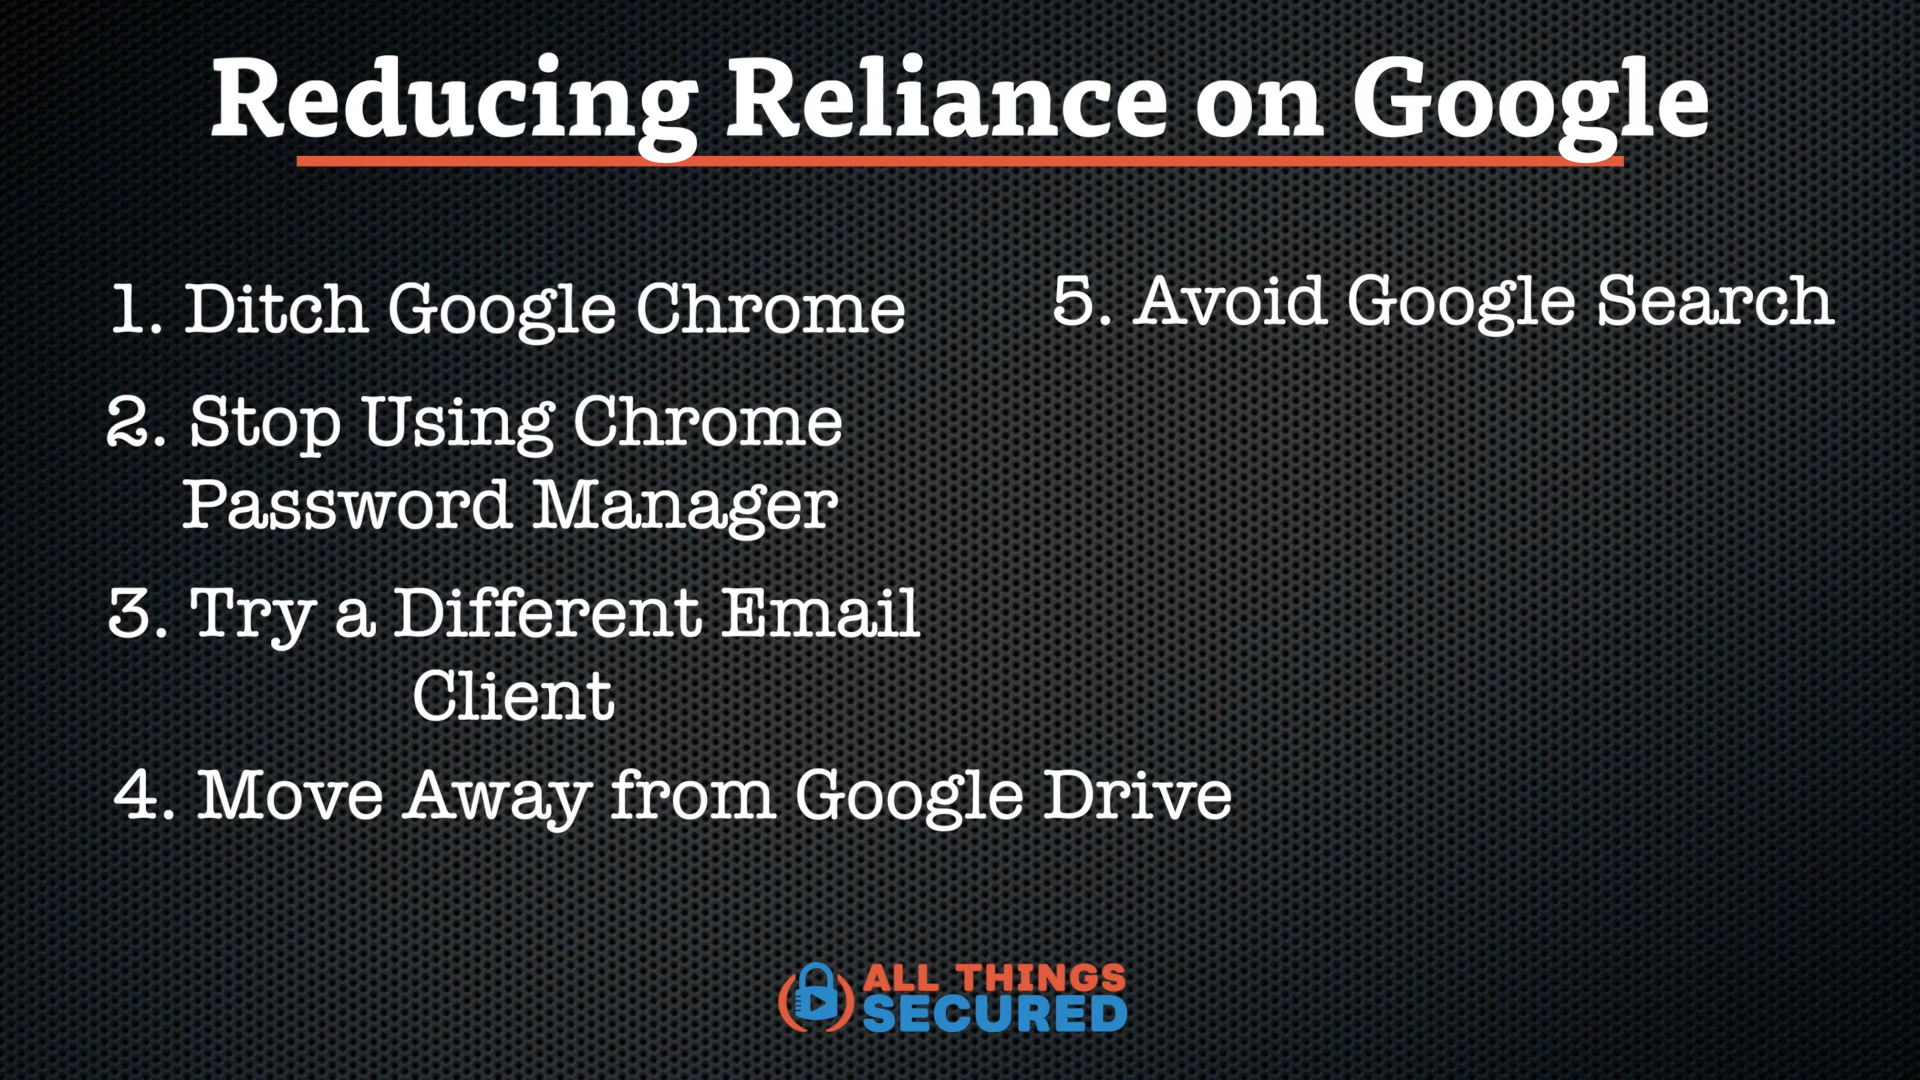 Reducing Reliance on Google
1. Ditch Google Chrome
2. Stop Using Chrome
Password Manager
3. Try a Different Email
Client
4. Move Away from Google Drive
5. Avoid Google Search
ALL THINGS
SECURED